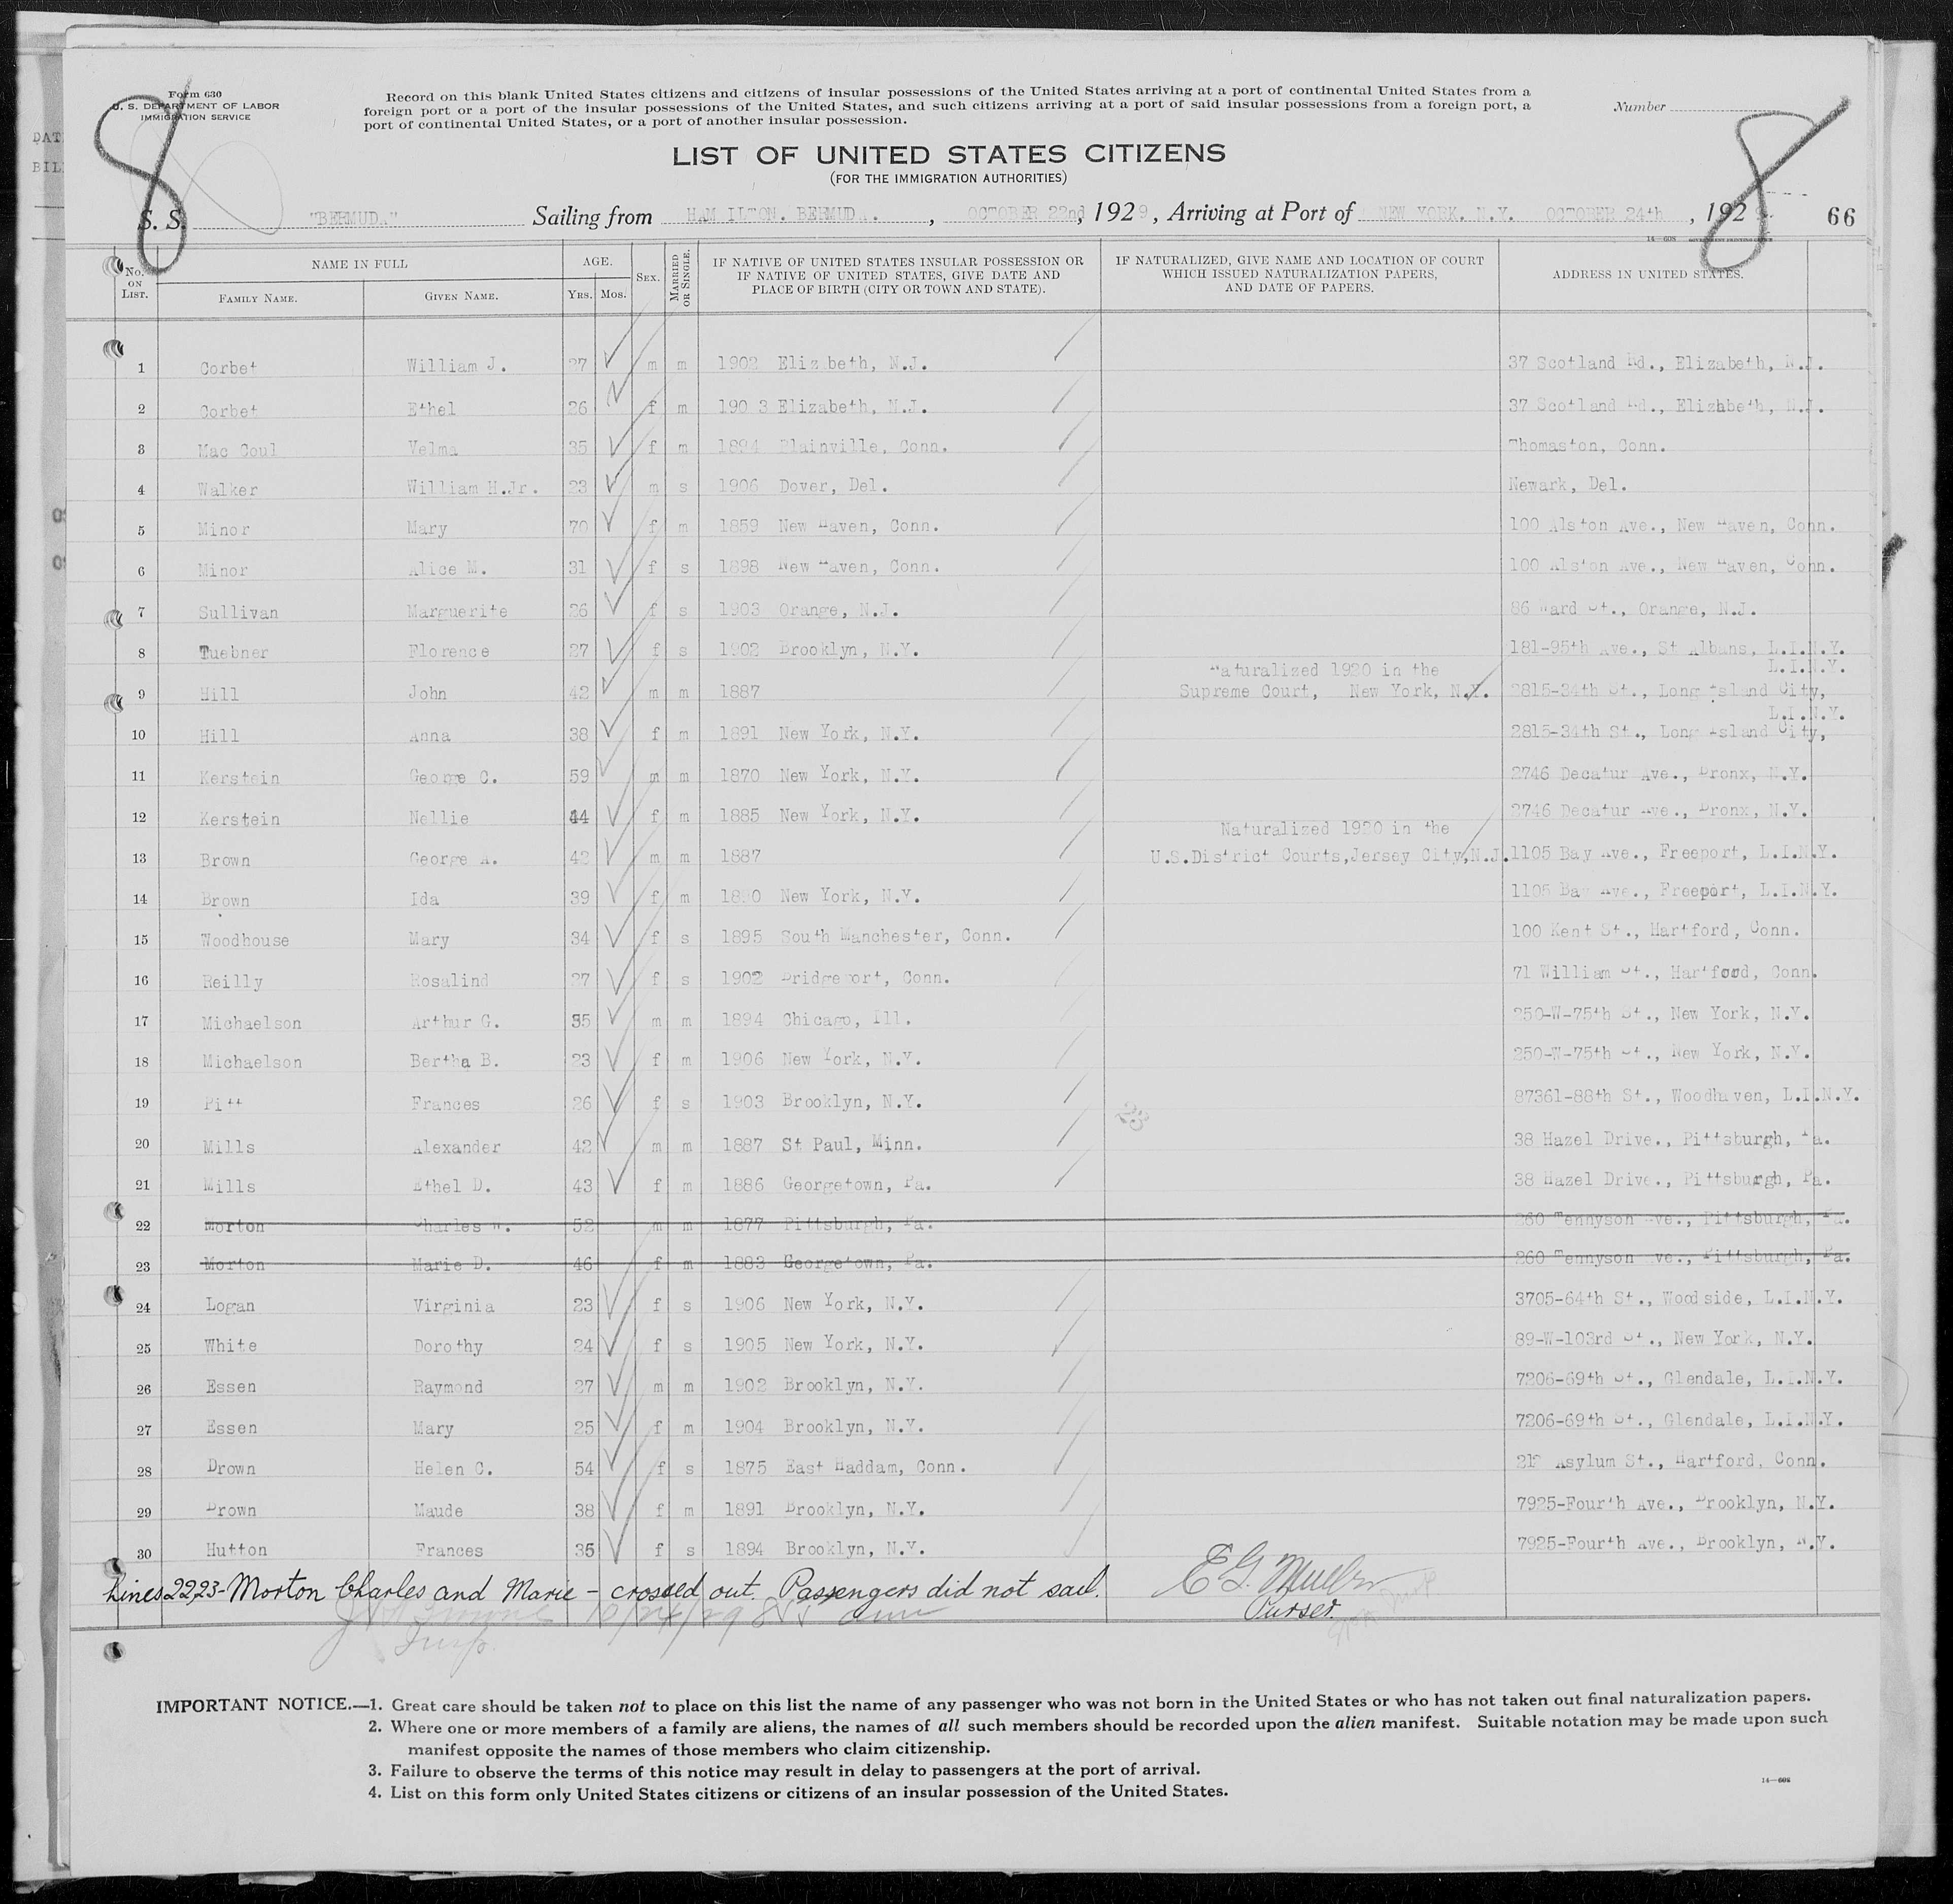 8
Form 630
U. S. DEPARTMENT OF LABOR
IMMIGRATION SERVICE
Record on this blank United States citizens and citizens of insular possessions of the United States arriving at a port of continental United States from a
foreign port or a port of the insular possessions of the United States, and such citizens arriving at a port of said insular possessions from a foreign port, a
port of continental United States, or a port of another insular possession.
Number
8
LIST OF UNITED STATES CITIZENS
(FOR THE IMMIGRATION AUTHORITIES)
S. S. "BERMUDA" Sailing from HAMILTON. BERMUDA. , OCTOBER 22nd, 1929, Arriving at Port of NEW YORK. N.Y. OCTOBER 24th , 192 66
No. ON LIST. NAME IN FULL FAMILY NAME. GIVEN NAME. AGE. YRS. MOS. SEX. MARRIED OR SINGLE. IF NATIVE OF UNITED STATES INSULAR POSSESSION OR IF NATIVE OF UNITED STATES, GIVE DATE AND PLACE OF BIRTH (CITY OR TOWN AND STATE). IF NATURALIZED, GIVE NAME AND LOCATION OF COURT WHICH ISSUED NATURALIZATION PAPERS, AND DATE OF PAPERS. ADDRESS IN UNITED STATES.
1 Corbet William J. 27 m m 1902 Eliz beth, N.J. 37 Scotland Rd., Elizabeth, N.J.
2 Corbet Ethel 26 f m 190 3 Elizabeth, N.J. 37 Scotland Rd., Elizhbeth, N.J.
3 Mac Coul Velma 35 f m 1894 Plainville, Conn. Thomaston, Conn.
4 Walker William H.Jr. 23 m s 1906 Dover, Del. Newark, Del.
5 Minor Mary 70 f m 1859 New Haven, Conn. 100 Alston Ave., New Haven, Conn.
6 Minor Alice M. 31 f s 1898 New Haven, Conn. 100 Alston Ave., New Haven, Conn.
7 Sullivan Marguerite 26 f s 1903 Orange, N.J. 86 Ward St., Orange, N.J.
8 Tuebner Florence 27 f s 1902 Brooklyn, N.Y. 181-95th Ave., St Albans, L.I.N.Y.
Naturalized 1920 in the L.I.N.Y.
9 Hill John 42 m m 1887 Supreme Court, New York, N.Y. 2815-34th St., Long Island City,
L.I.N.Y.
10 Hill Anna 38 f m 1891 New York, N.Y. 2815-34th St., Long Island City,
11 Kerstein George C. 59 m m 1870 New York, N.Y. 2746 Decatur Ave., Bronx, N.Y.
12 Kerstein Nellie 44 f m 1885 New York, N.Y. 2746 Decatur Ave., Bronx, N.Y.
Naturalized 1920 in the
13 Brown George A. 42 m m 1887 U.S.District Courts,Jersey City,N.J. 1105 Bay Ave., Freeport, L.I.N.Y.
14 Brown Ida 39 f m 1890 New York, N.Y. 1105 Bay Ave., Freeport, L.I.N.Y.
15 Woodhouse Mary 34 f s 1895 South Manchester, Conn. 100 Kent St., Hartford, Conn.
16 Reilly Rosalind 27 f s 1902 Bridgeport, Conn. 71 William St., Hartford, Conn.
17 Michaelson Arthur G. 35 m m 1894 Chicago, Ill. 250-W-75th St., New York, N.Y.
18 Michaelson Bertha B. 23 f m 1906 New York, N.Y. 250-W-75th St., New York, N.Y.
19 Pitt Frances 26 f s 1903 Brooklyn, N.Y. 87361-88th St., Woodhaven, L.I.N.Y.
20 Mills Alexander 42 m m 1887 St Paul, Minn. 38 Hazel Drive., Pittsburgh, Pa.
21 Mills Ethel D. 43 f m 1886 Georgetown, Pa. 38 Hazel Drive., Pittsburgh, Pa.
22 Morton Charles W. 52 m m 1877 Pittsburgh, Pa. 260 Tennyson Ave., Pittsburgh, Pa.
23 Morton Marie D. 46 f m 1883 Georgetown, Pa. 260 Tennyson Ave., Pittsburgh, Pa.
24 Logan Virginia 23 f s 1906 New York, N.Y. 3705-64th St., Woodside, L.I.N.Y.
25 White Dorothy 24 f s 1905 New York, N.Y. 89-W-103rd St., New York, N.Y.
26 Essen Raymond 27 m m 1902 Brooklyn, N.Y. 7206-69th St., Glendale, L.I.N.Y.
27 Essen Mary 25 f m 1904 Brooklyn, N.Y. 7206-69th St., Glendale, L.I.N.Y.
28 Brown Helen C. 54 f s 1875 East Haddam, Conn. Asylum St., Hartford, Conn.
29 Brown Maude 38 f m 1891 Brooklyn, N.Y. 7925-Fourth Ave., Brooklyn, N.Y.
30 Hutton Frances 35 f s 1894 Brooklyn, N.Y. 7925-Fourth Ave., Brooklyn, N.Y.
Lines 22,23 - Morton Charles and Marie - crossed out. Passengers did not sail. E G Muller
Purser.
10/24/29
Insp.
IMPORTANT NOTICE.—1. Great care should be taken not to place on this list the name of any passenger who was not born in the United States or who has not taken out final naturalization papers.
2. Where one or more members of a family are aliens, the names of all such members should be recorded upon the alien manifest. Suitable notation may be made upon such
manifest opposite the names of those members who claim citizenship.
3. Failure to observe the terms of this notice may result in delay to passengers at the port of arrival.
4. List on this form only United States citizens or citizens of an insular possession of the United States.
14—608